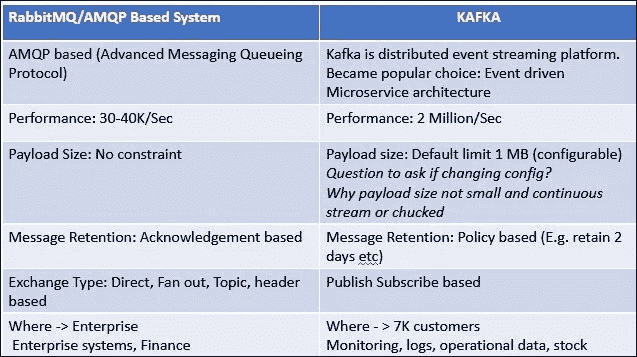 RabbitMQ/AMQP Based System
KAFKA
AMQP based (Advanced Messaging Queueing
Protocol)
Kafka is distributed event streaming platform.
Became popular choice: Event driven
Microservice architecture
Performance: 30-40K/Sec
Performance: 2 Million/Sec
Payload Size: No constraint
Payload size: Default limit 1 MB (configurable)
Question to ask if changing config?
Why payload size not small and continuous
stream or chucked
Message Retention: Acknowledgement based
Message Retention: Policy based (E.g. retain 2
days etc)
Exchange Type: Direct, Fan out, Topic, header
based
Publish Subscribe based
Where -> Enterprise
Enterprise systems, Finance
Where - > 7K customers
Monitoring, logs, operational data, stock